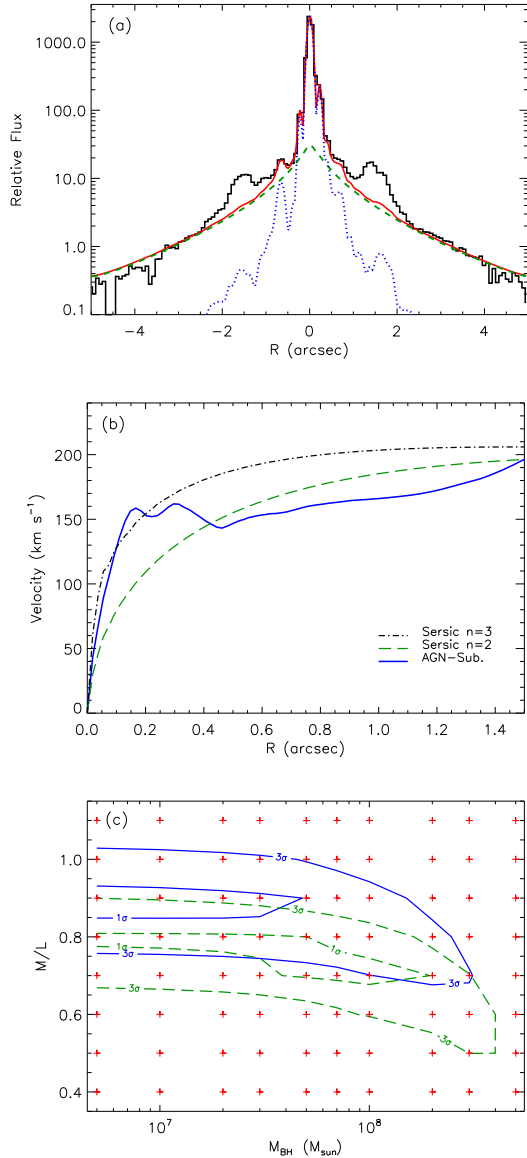 (a)
1000.0
100.0
10.0
1.0
0.1
Relative Flux
−4 −2 0 2 4
R (arcsec)
(b)
200
150
100
50
0
Velocity (km s⁻¹)
Sersic n=3
Sersic n=2
AGN−Sub.
0.0 0.2 0.4 0.6 0.8 1.0 1.2 1.4
R (arcsec)
(c)
1.0
0.8
0.6
0.4
M/L
3σ
3σ
1σ
1σ
1σ
3σ
3σ
3σ
3σ
10⁷ 10⁸
M_BH (M_sun)